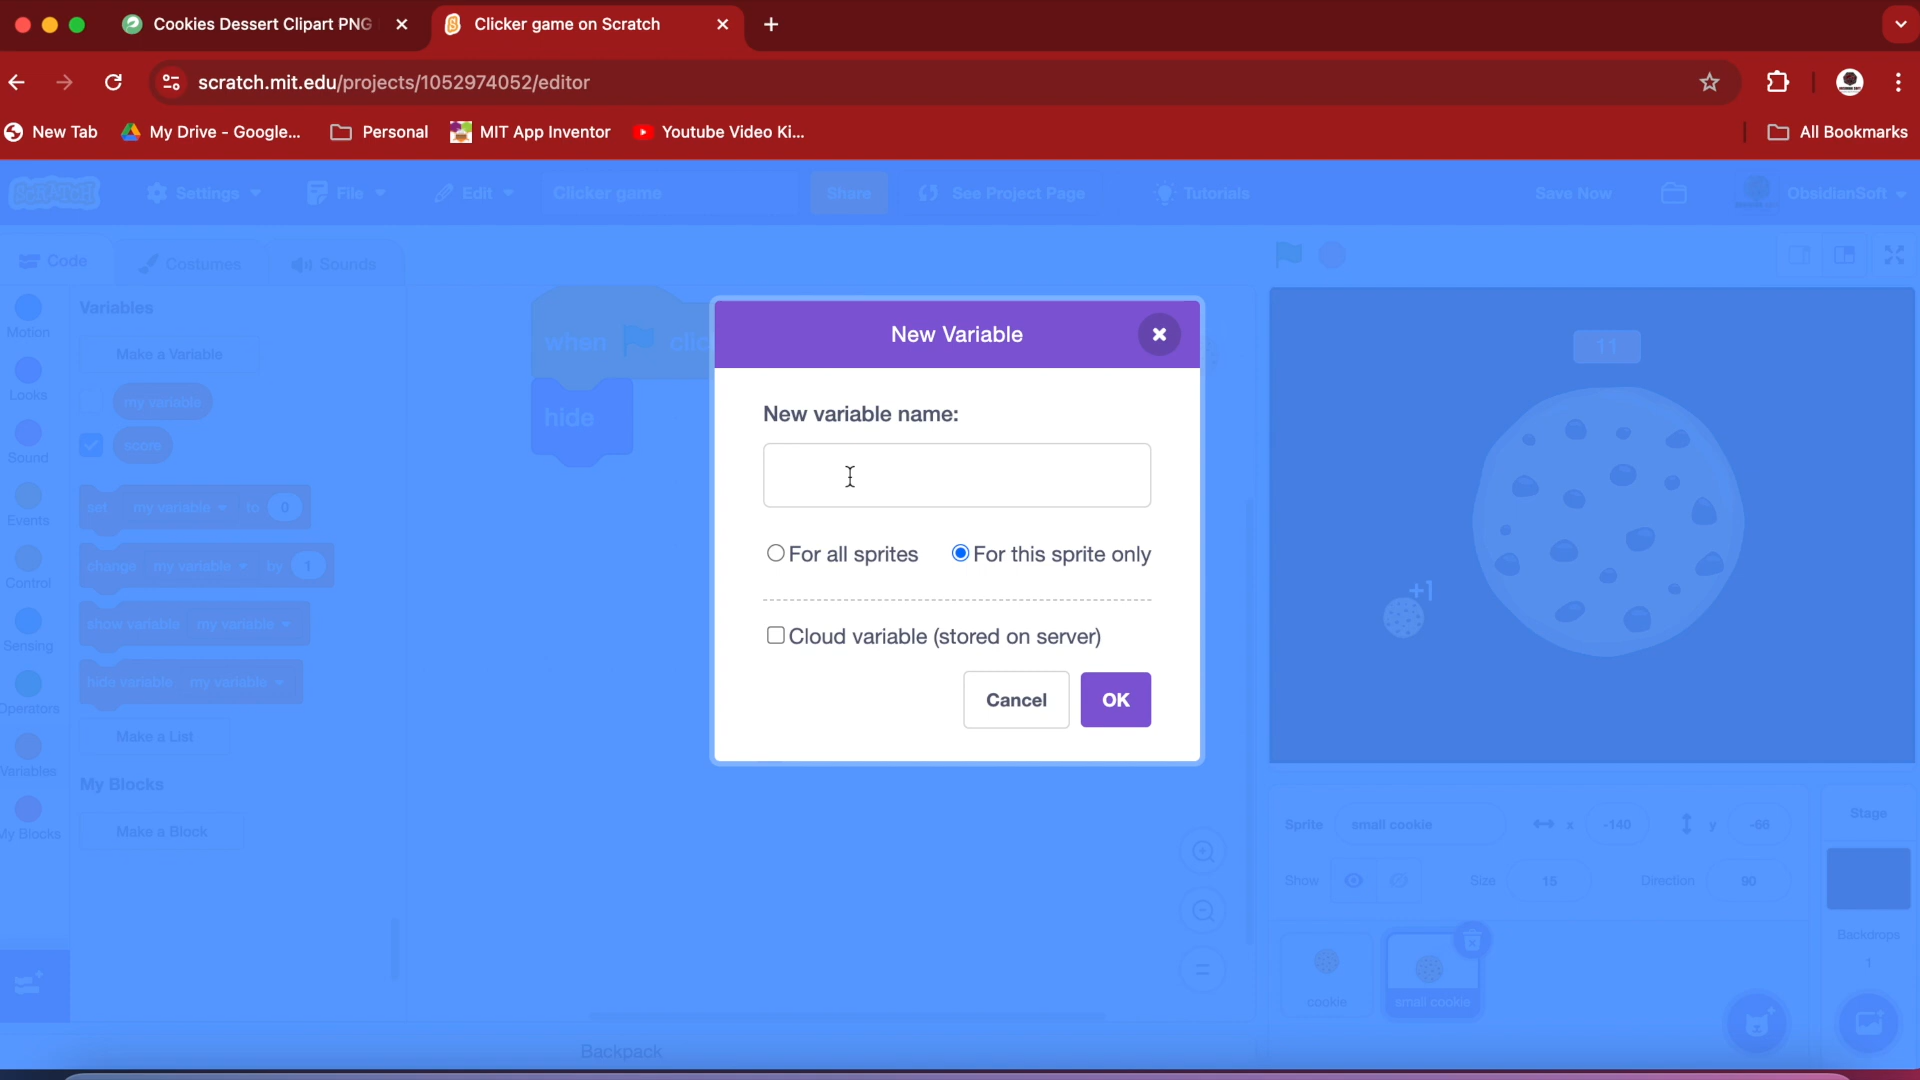 Cookies Dessert Clipart PNG
Clicker game on Scratch
scratch.mit.edu/projects/1052974052/editor
New Tab
My Drive - Google...
Personal
MIT App Inventor
Youtube Video Ki...
All Bookmarks
SCRATCH
Settings
File
Edit
Clicker game
Share
See Project Page
Tutorials
Save Now
ObsidianSoft
Code
Costumes
Sounds
Motion
Looks
Sound
Events
Control
Sensing
Operators
Variables
My Blocks
Variables
Make a Variable
my variable
score
set my variable to 0
change my variable by 1
show variable my variable
hide variable my variable
Make a List
My Blocks
Make a Block
when clic
hide
New Variable
New variable name:
For all sprites
For this sprite only
Cloud variable (stored on server)
Cancel
OK
11
+1
Sprite small cookie x -140 y -66
Show Size 15 Direction 90
cookie
small cookie
Stage
Backdrops
1
Backpack